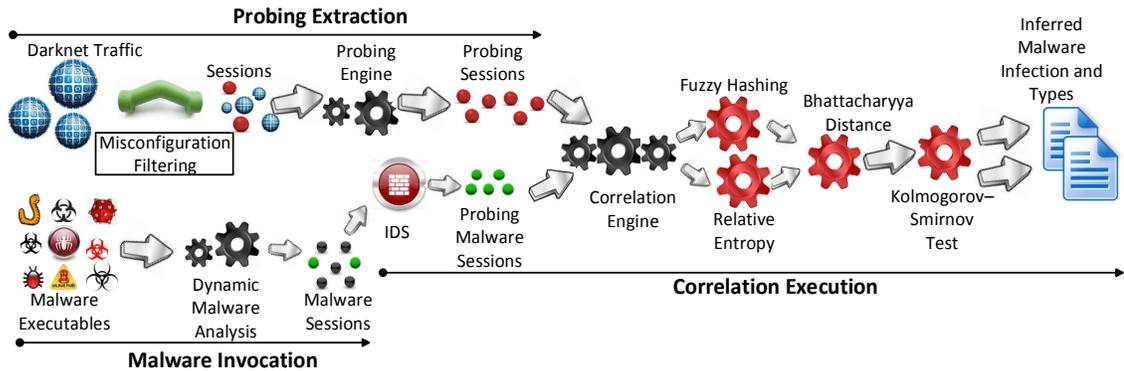 Probing Extraction
Darknet Traffic
Sessions
Misconfiguration
Filtering
Probing
Engine
Probing
Sessions
Malware
Executables
Dynamic
Malware
Analysis
Malware
Sessions
Malware Invocation
IDS
Probing
Malware
Sessions
Correlation
Engine
Fuzzy Hashing
Relative
Entropy
Bhattacharyya
Distance
Kolmogorov–
Smirnov
Test
Inferred
Malware
Infection and
Types
Correlation Execution